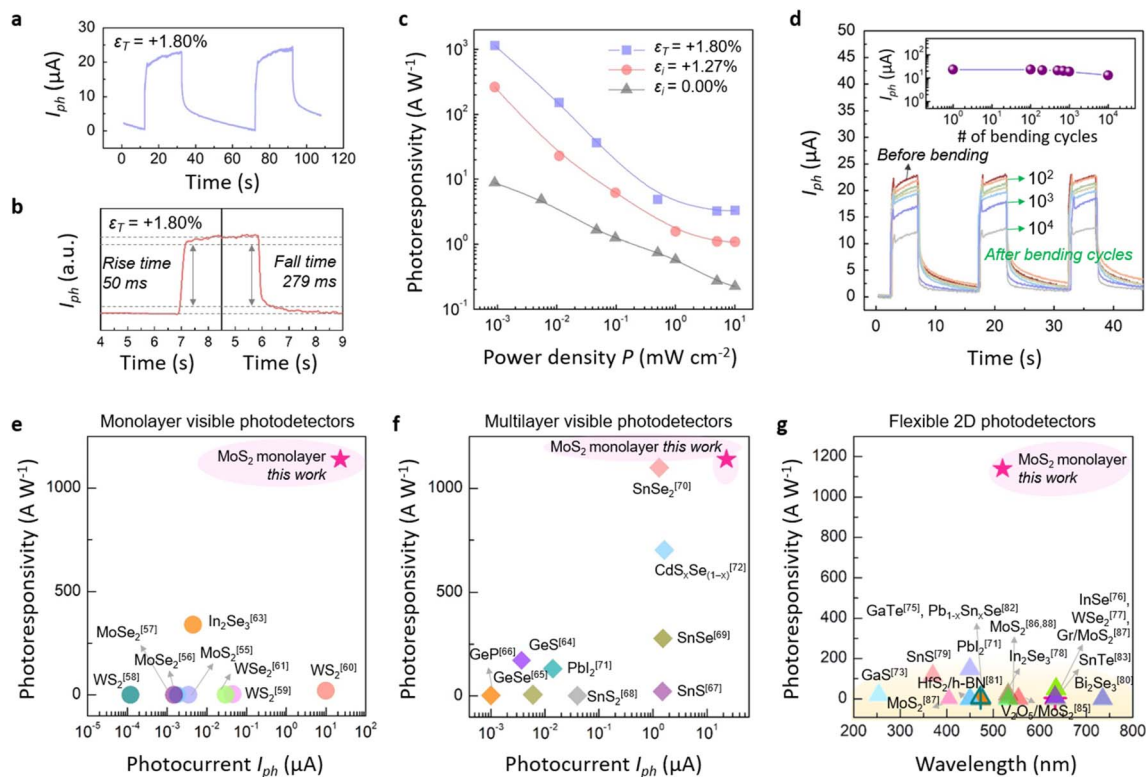 a
ε_T = +1.80%
I_ph (μA)
25
20
10
0
0 20 40 60 80 100 120
Time (s)
b
ε_T = +1.80%
I_ph (a.u.)
Rise time
50 ms
Fall time
279 ms
4 5 6 7 8 5 6 7 8 9
Time (s) Time (s)
c
Photoresponsivity (A W⁻¹)
10³
10²
10¹
10⁰
10⁻¹
ε_T = +1.80%
ε_i = +1.27%
ε_i = 0.00%
10⁻³ 10⁻² 10⁻¹ 10⁰ 10¹
Power density P (mW cm⁻²)
d
I_ph (μA)
50
45
40
35
30
25
20
15
10
5
0
I_ph (μA)
10²
10¹
10⁰
10⁰ 10¹ 10² 10³ 10⁴
# of bending cycles
Before bending
10²
10³
10⁴
After bending cycles
0 10 20 30 40
Time (s)
e
Monolayer visible photodetectors
Photoresponsivity (A W⁻¹)
1000
500
0
MoS₂ monolayer
this work
In₂Se₃[63]
MoSe₂[57]
MoSe₂[56]
MoS₂[55]
WSe₂[61]
WS₂[60]
WS₂[58]
WS₂[59]
10⁻⁵ 10⁻⁴ 10⁻³ 10⁻² 10⁻¹ 10⁰ 10¹ 10²
Photocurrent I_ph (μA)
f
Multilayer visible photodetectors
Photoresponsivity (A W⁻¹)
1000
500
0
MoS₂ monolayer this work
SnSe₂[70]
CdSₓSe₍₁₋ₓ₎[72]
SnSe[69]
GeP[66]
GeS[64]
GeSe[65]
PbI₂[71]
SnS₂[68]
SnS[67]
10⁻³ 10⁻² 10⁻¹ 10⁰ 10¹
Photocurrent I_ph (μA)
g
Flexible 2D photodetectors
Photoresponsivity (A W⁻¹)
1200
1000
800
600
400
200
0
MoS₂ monolayer
this work
InSe[76],
WSe₂[77],
Gr/MoS₂[87]
GaTe[75], Pb₁₋ₓSnₓSe[82]
MoS₂[86,88]
PbI₂[71]
In₂Se₃[78]
SnS[79]
SnTe[83]
GaS[73]
HfS₂/h-BN[81]
Bi₂Se₃[80]
MoS₂[87]
V₂O₅/MoS₂[85]
200 300 400 500 600 700 800
Wavelength (nm)